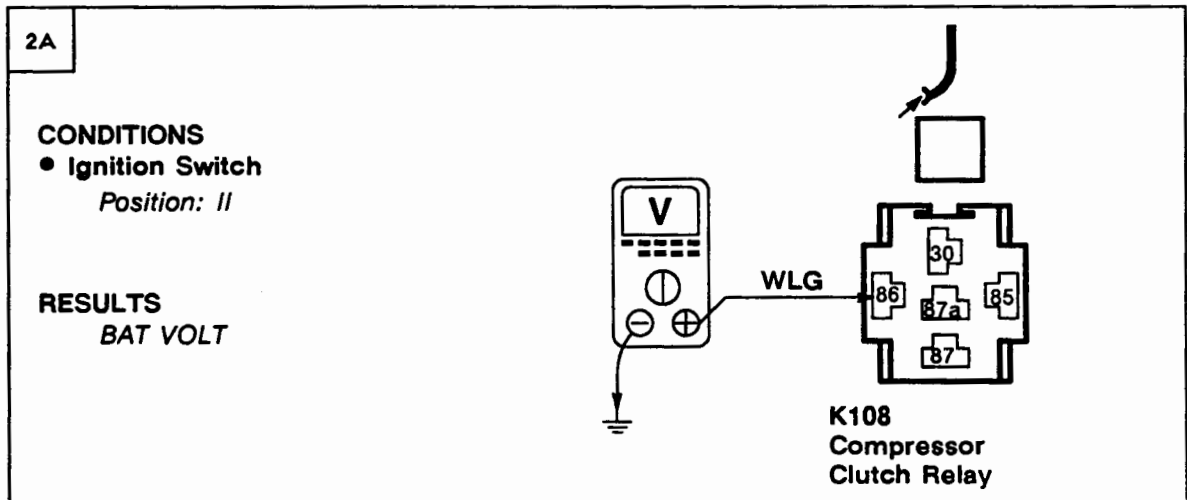 2A
CONDITIONS
● Ignition Switch
Position: II
RESULTS
BAT VOLT
V
WLG
30
86
87a
85
87
K108
Compressor
Clutch Relay